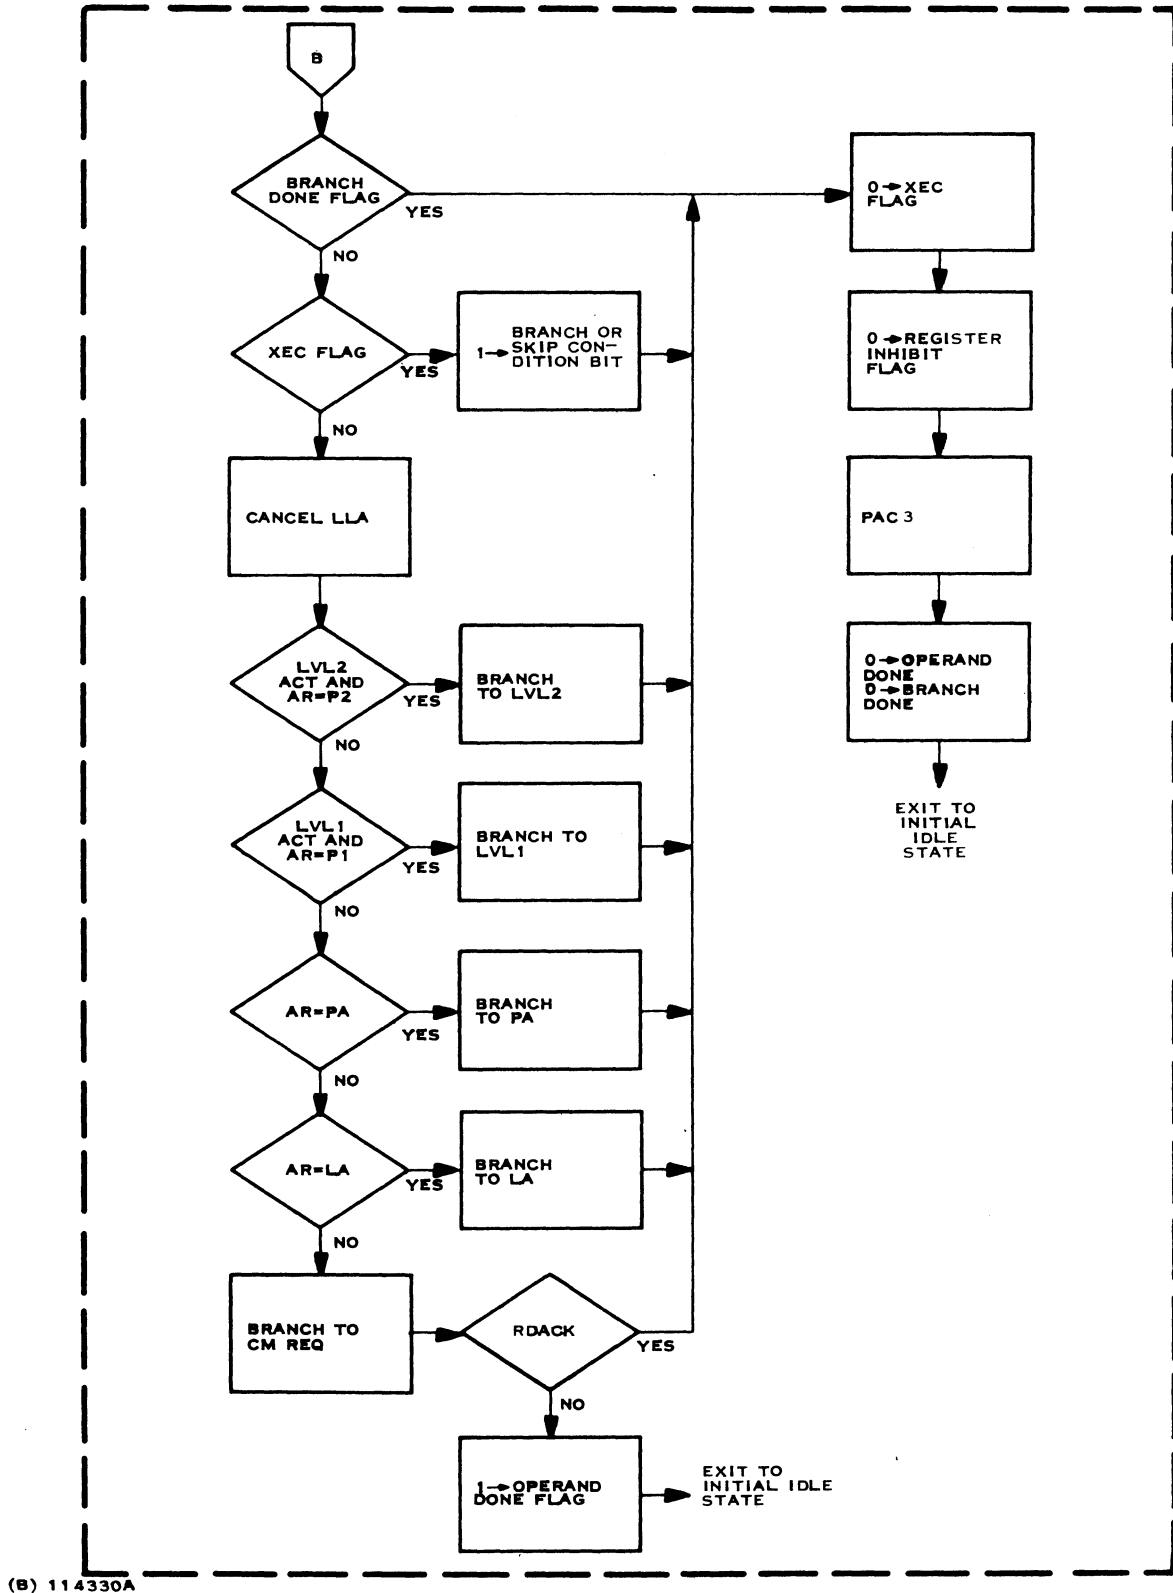 B
BRANCH
DONE FLAG
YES
NO
0→XEC
FLAG
XEC FLAG
YES
NO
BRANCH OR
1→SKIP CON-
DITION BIT
0→REGISTER
INHIBIT
FLAG
CANCEL LLA
PAC 3
LVL2
ACT AND
AR=P2
YES
NO
BRANCH
TO LVL2
0→OPERAND
DONE
0→BRANCH
DONE
EXIT TO
INITIAL
IDLE
STATE
LVL1
ACT AND
AR=P1
YES
NO
BRANCH TO
LVL1
AR=PA
YES
NO
BRANCH
TO PA
AR=LA
YES
NO
BRANCH
TO LA
BRANCH TO
CM REQ
RDACK
YES
NO
1→OPERAND
DONE FLAG
EXIT TO
INITIAL IDLE
STATE
(B) 114330A